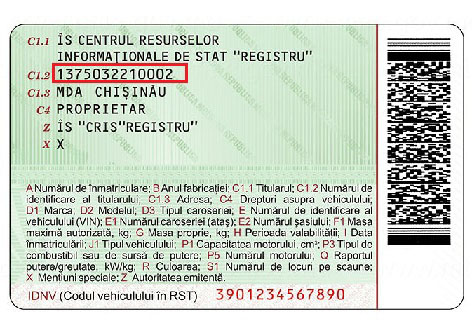 C1.1 ÎS CENTRUL RESURSELOR
INFORMAȚIONALE DE STAT "REGISTRU"
C1.2 1375032210002
C1.3 MDA CHIȘINĂU
C4 PROPRIETAR
Z ÎS "CRIS"REGISTRU"
X X
A Numărul de înmatriculare; B Anul fabricației; C1.1 Titularul; C1.2 Numărul de
identificare al titularului; C1.3 Adresa; C4 Drepturi asupra vehiculului;
D1 Marca; D2 Modelul; D3 Tipul caroseriei; E Numărul de identificare al
vehiculului (VIN); E1 Numărul caroseriei (ataș); E2 Numărul șasiului; F1 Masa
maximă autorizată, kg; G Masa proprie, kg; H Perioada valabilității; I Data
înmatriculării; J1 Tipul vehiculului; P1 Capacitatea motorului, cm³; P3 Tipul de
combustibil sau de sursă de putere; P5 Numărul motorului; Q Raportul
putere/greutate, kW/kg; R Culoarea; S1 Numărul de locuri pe scaune;
X Mențiuni speciale; Z Autoritatea emitentă.
IDNV (Codul vehiculului în RST) 3901234567890